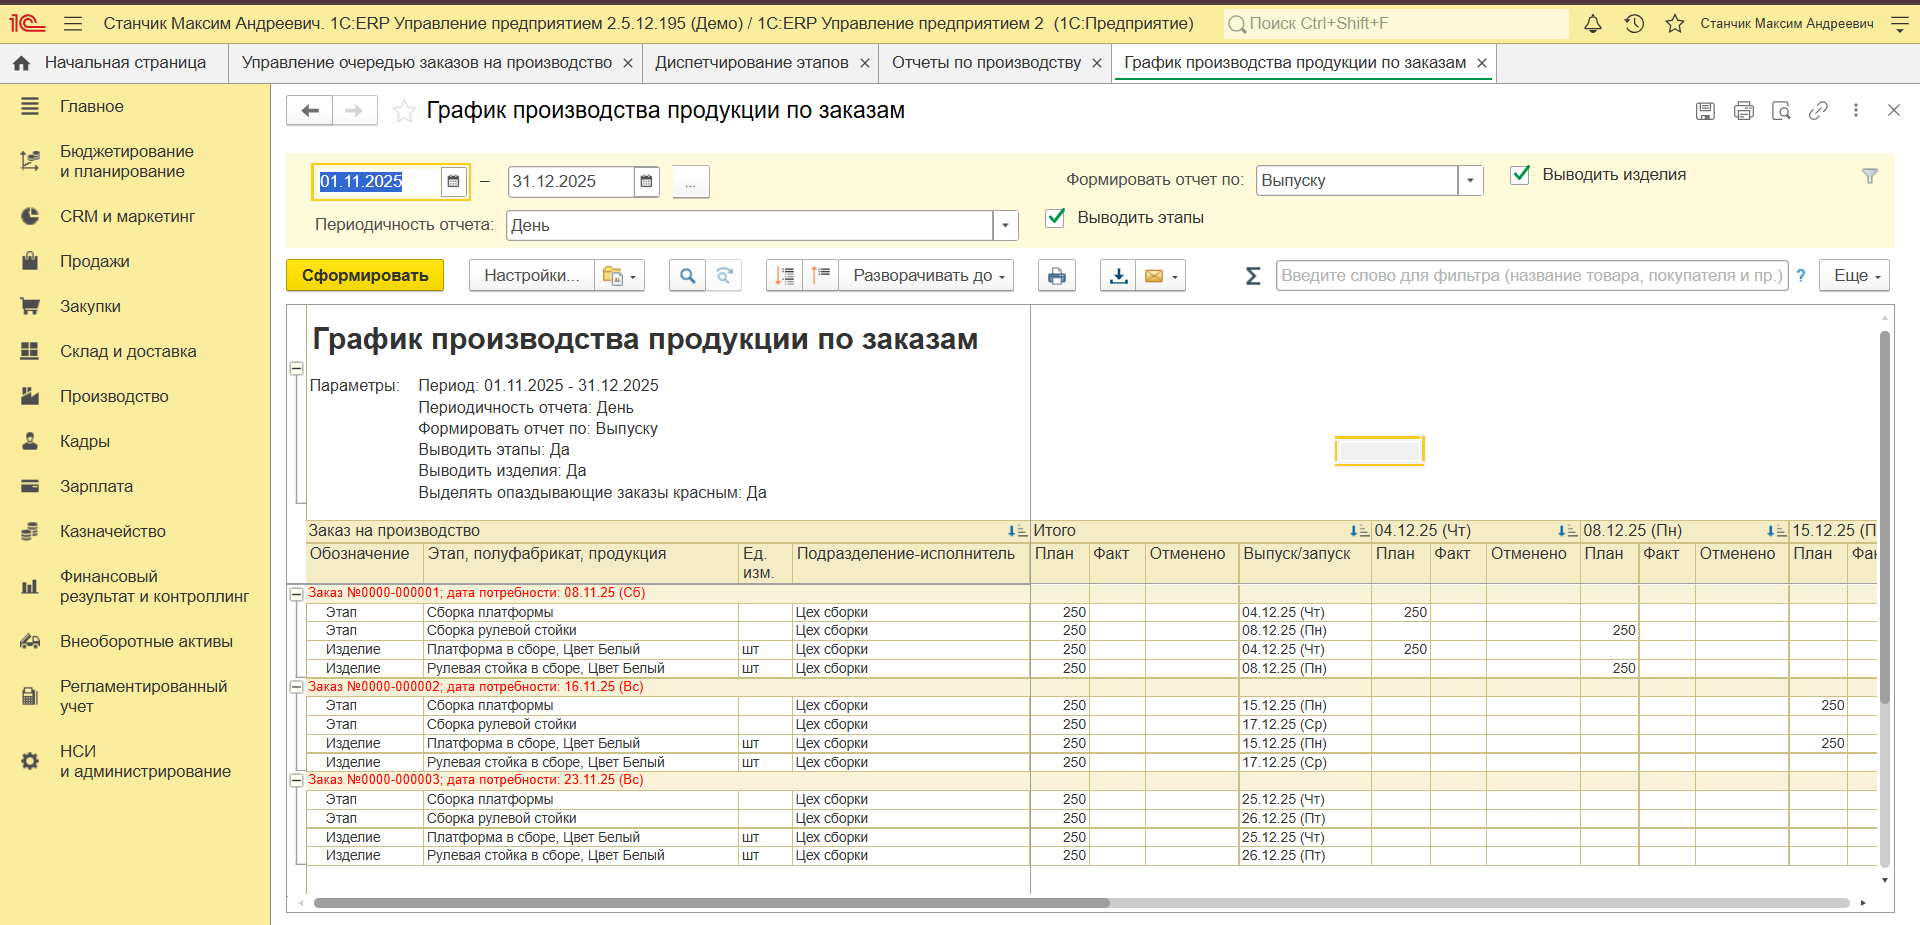 1С Станчик Максим Андреевич. 1С:ERP Управление предприятием 2.5.12.195 (Демо) / 1С:ERP Управление предприятием 2 (1С:Предприятие) Поиск Ctrl+Shift+F Станчик Максим Андреевич
Начальная страница Управление очередью заказов на производство × Диспетчирование этапов × Отчеты по производству × График производства продукции по заказам ×
Главное
Бюджетирование
и планирование
CRM и маркетинг
Продажи
Закупки
Склад и доставка
Производство
Кадры
Зарплата
Казначейство
Финансовый
результат и контроллинг
Внеоборотные активы
Регламентированный
учет
НСИ
и администрирование
График производства продукции по заказам
01.11.2025 – 31.12.2025 ... Формировать отчет по: Выпуску Выводить изделия
Периодичность отчета: День Выводить этапы
Сформировать Настройки... Разворачивать до Σ Введите слово для фильтра (название товара, покупателя и пр.) ? Еще
График производства продукции по заказам
Параметры: Период: 01.11.2025 - 31.12.2025
Периодичность отчета: День
Формировать отчет по: Выпуску
Выводить этапы: Да
Выводить изделия: Да
Выделять опаздывающие заказы красным: Да
Заказ на производство Итого 04.12.25 (Чт) 08.12.25 (Пн) 15.12.25 (П
Обозначение Этап, полуфабрикат, продукция Ед. изм. Подразделение-исполнитель План Факт Отменено Выпуск/запуск План Факт Отменено План Факт Отменено План Фак
Заказ №0000-000001; дата потребности: 08.11.25 (Сб)
Этап Сборка платформы Цех сборки 250 04.12.25 (Чт) 250
Этап Сборка рулевой стойки Цех сборки 250 08.12.25 (Пн) 250
Изделие Платформа в сборе, Цвет Белый шт Цех сборки 250 04.12.25 (Чт) 250
Изделие Рулевая стойка в сборе, Цвет Белый шт Цех сборки 250 08.12.25 (Пн) 250
Заказ №0000-000002; дата потребности: 16.11.25 (Вс)
Этап Сборка платформы Цех сборки 250 15.12.25 (Пн) 250
Этап Сборка рулевой стойки Цех сборки 250 17.12.25 (Ср)
Изделие Платформа в сборе, Цвет Белый шт Цех сборки 250 15.12.25 (Пн) 250
Изделие Рулевая стойка в сборе, Цвет Белый шт Цех сборки 250 17.12.25 (Ср)
Заказ №0000-000003; дата потребности: 23.11.25 (Вс)
Этап Сборка платформы Цех сборки 250 25.12.25 (Чт)
Этап Сборка рулевой стойки Цех сборки 250 26.12.25 (Пт)
Изделие Платформа в сборе, Цвет Белый шт Цех сборки 250 25.12.25 (Чт)
Изделие Рулевая стойка в сборе, Цвет Белый шт Цех сборки 250 26.12.25 (Пт)